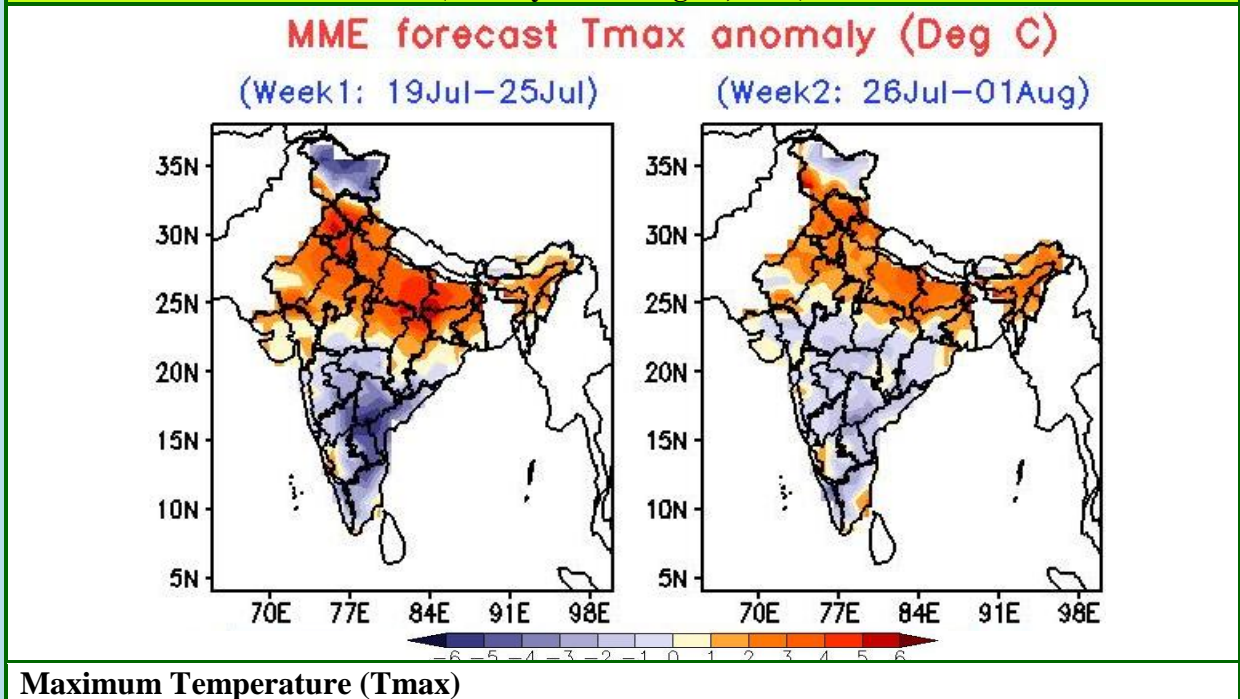 MME forecast Tmax anomaly (Deg C)
(Week1: 19Jul-25Jul) (Week2: 26Jul-01Aug)
35N 35N
30N 30N
25N 25N
20N 20N
15N 15N
10N 10N
5N 5N
70E 77E 84E 91E 98E 70E 77E 84E 91E 98E
-6 -5 -4 -3 -2 -1 0 1 2 3 4 5 6
Maximum Temperature (Tmax)